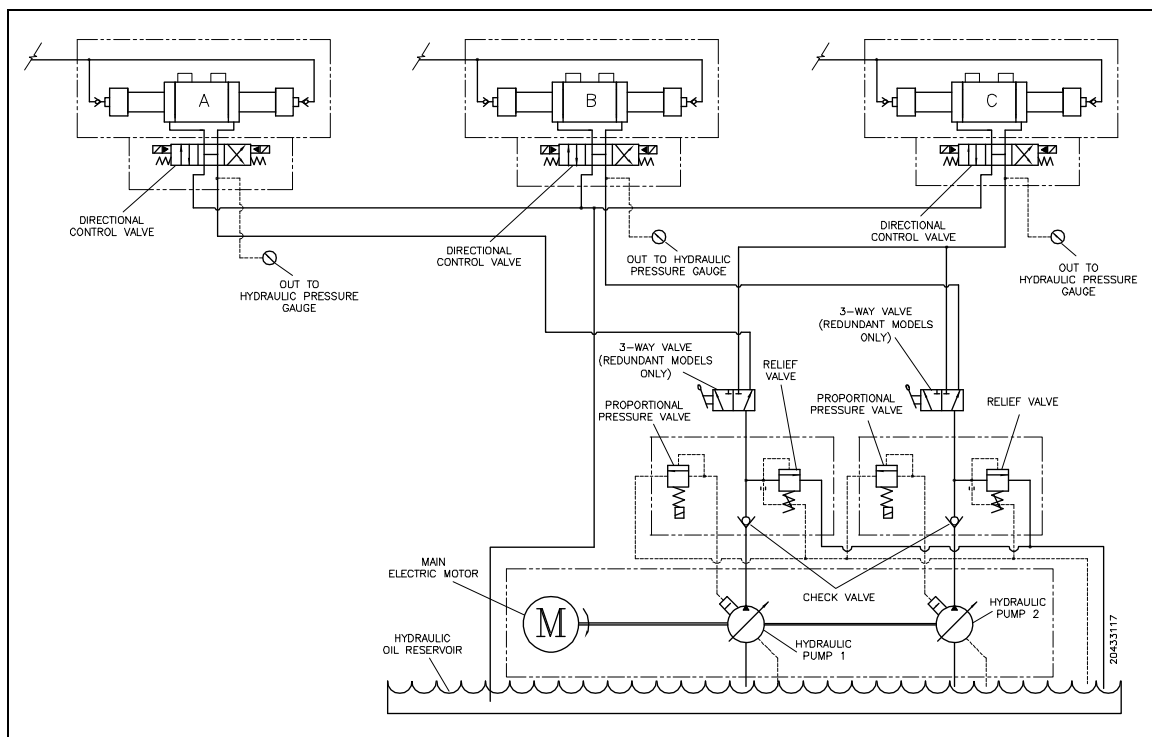 A
B
C
DIRECTIONAL
CONTROL VALVE
DIRECTIONAL
CONTROL VALVE
DIRECTIONAL
CONTROL VALVE
OUT TO
HYDRAULIC PRESSURE
GAUGE
OUT TO HYDRAULIC
PRESSURE GAUGE
OUT TO
HYDRAULIC PRESSURE
GAUGE
3-WAY VALVE
(REDUNDANT MODELS
ONLY)
3-WAY VALVE
(REDUNDANT MODELS
ONLY)
RELIEF
VALVE
PROPORTIONAL
PRESSURE VALVE
PROPORTIONAL
PRESSURE VALVE
RELIEF VALVE
MAIN
ELECTRIC MOTOR
M
CHECK VALVE
HYDRAULIC
PUMP 1
HYDRAULIC
PUMP 2
HYDRAULIC
OIL RESERVOIR
20433117